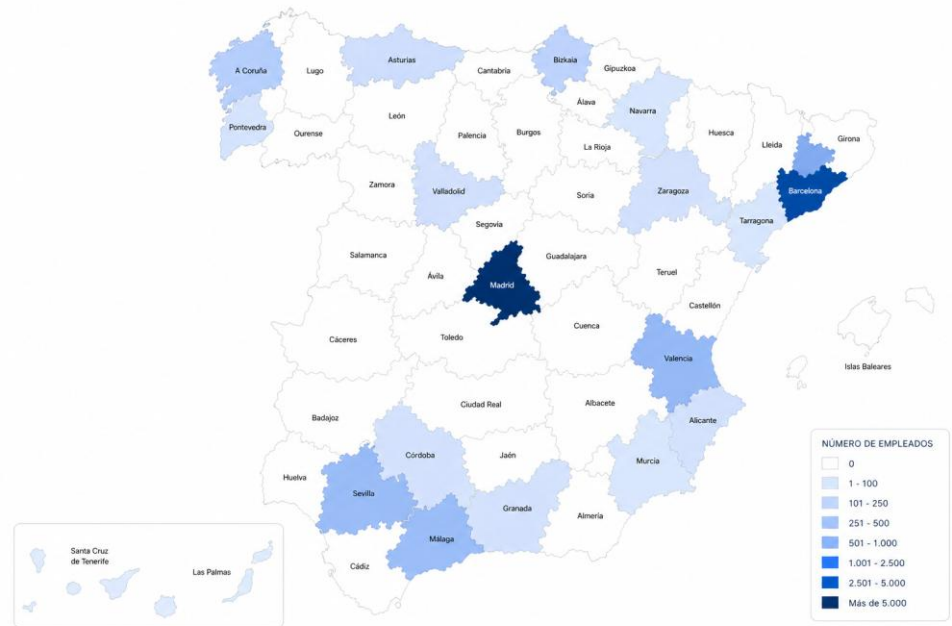 A Coruña
Lugo
Asturias
Cantabria
Bizkaia
Gipuzkoa
Pontevedra
Ourense
León
Palencia
Burgos
Álava
Navarra
La Rioja
Huesca
Lleida
Girona
Barcelona
Zamora
Valladolid
Soria
Zaragoza
Tarragona
Segovia
Salamanca
Ávila
Madrid
Guadalajara
Teruel
Castellón
Cáceres
Toledo
Cuenca
Valencia
Islas Baleares
Badajoz
Ciudad Real
Albacete
Alicante
Huelva
Sevilla
Córdoba
Jaén
Murcia
Granada
Almería
Málaga
Cádiz
Santa Cruz
de Tenerife
Las Palmas
NÚMERO DE EMPLEADOS
0
1 - 100
101 - 250
251 - 500
501 - 1.000
1.001 - 2.500
2.501 - 5.000
Más de 5.000